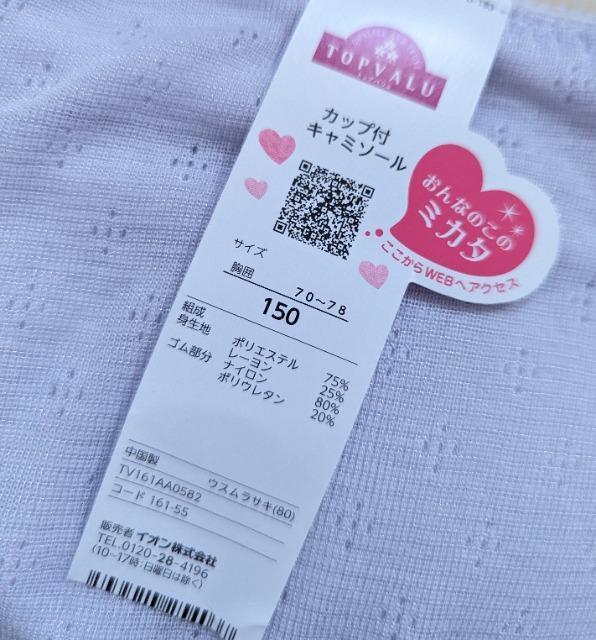 TOPVALU
カップ付
キャミソール
おんなのこの
ミカタ
ここからWEBへアクセス
サイズ
胸囲 70~78
150
組成
身生地 ポリエステル 75%
レーヨン 25%
ゴム部分 ナイロン 80%
ポリウレタン 20%
中国製 ウスムラサキ(80)
TV161AA0582
コード 161-55
販売者 イオン株式会社
TEL.0120-28-4196
(10~17時:日曜日は除く)